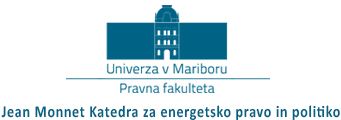 Univerza v Mariboru
Pravna fakulteta
Jean Monnet Katedra za energetsko pravo in politiko